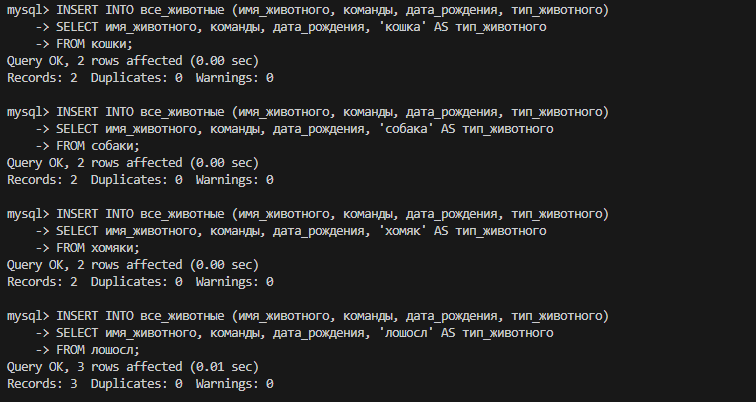 mysql> INSERT INTO все_животные (имя_животного, команды, дата_рождения, тип_животного)
-> SELECT имя_животного, команды, дата_рождения, 'кошка' AS тип_животного
-> FROM кошки;
Query OK, 2 rows affected (0.00 sec)
Records: 2  Duplicates: 0  Warnings: 0
mysql> INSERT INTO все_животные (имя_животного, команды, дата_рождения, тип_животного)
-> SELECT имя_животного, команды, дата_рождения, 'собака' AS тип_животного
-> FROM собаки;
Query OK, 2 rows affected (0.00 sec)
Records: 2  Duplicates: 0  Warnings: 0
mysql> INSERT INTO все_животные (имя_животного, команды, дата_рождения, тип_животного)
-> SELECT имя_животного, команды, дата_рождения, 'хомяк' AS тип_животного
-> FROM хомяки;
Query OK, 2 rows affected (0.00 sec)
Records: 2  Duplicates: 0  Warnings: 0
mysql> INSERT INTO все_животные (имя_животного, команды, дата_рождения, тип_животного)
-> SELECT имя_животного, команды, дата_рождения, 'лошосл' AS тип_животного
-> FROM лошосл;
Query OK, 3 rows affected (0.01 sec)
Records: 3  Duplicates: 0  Warnings: 0